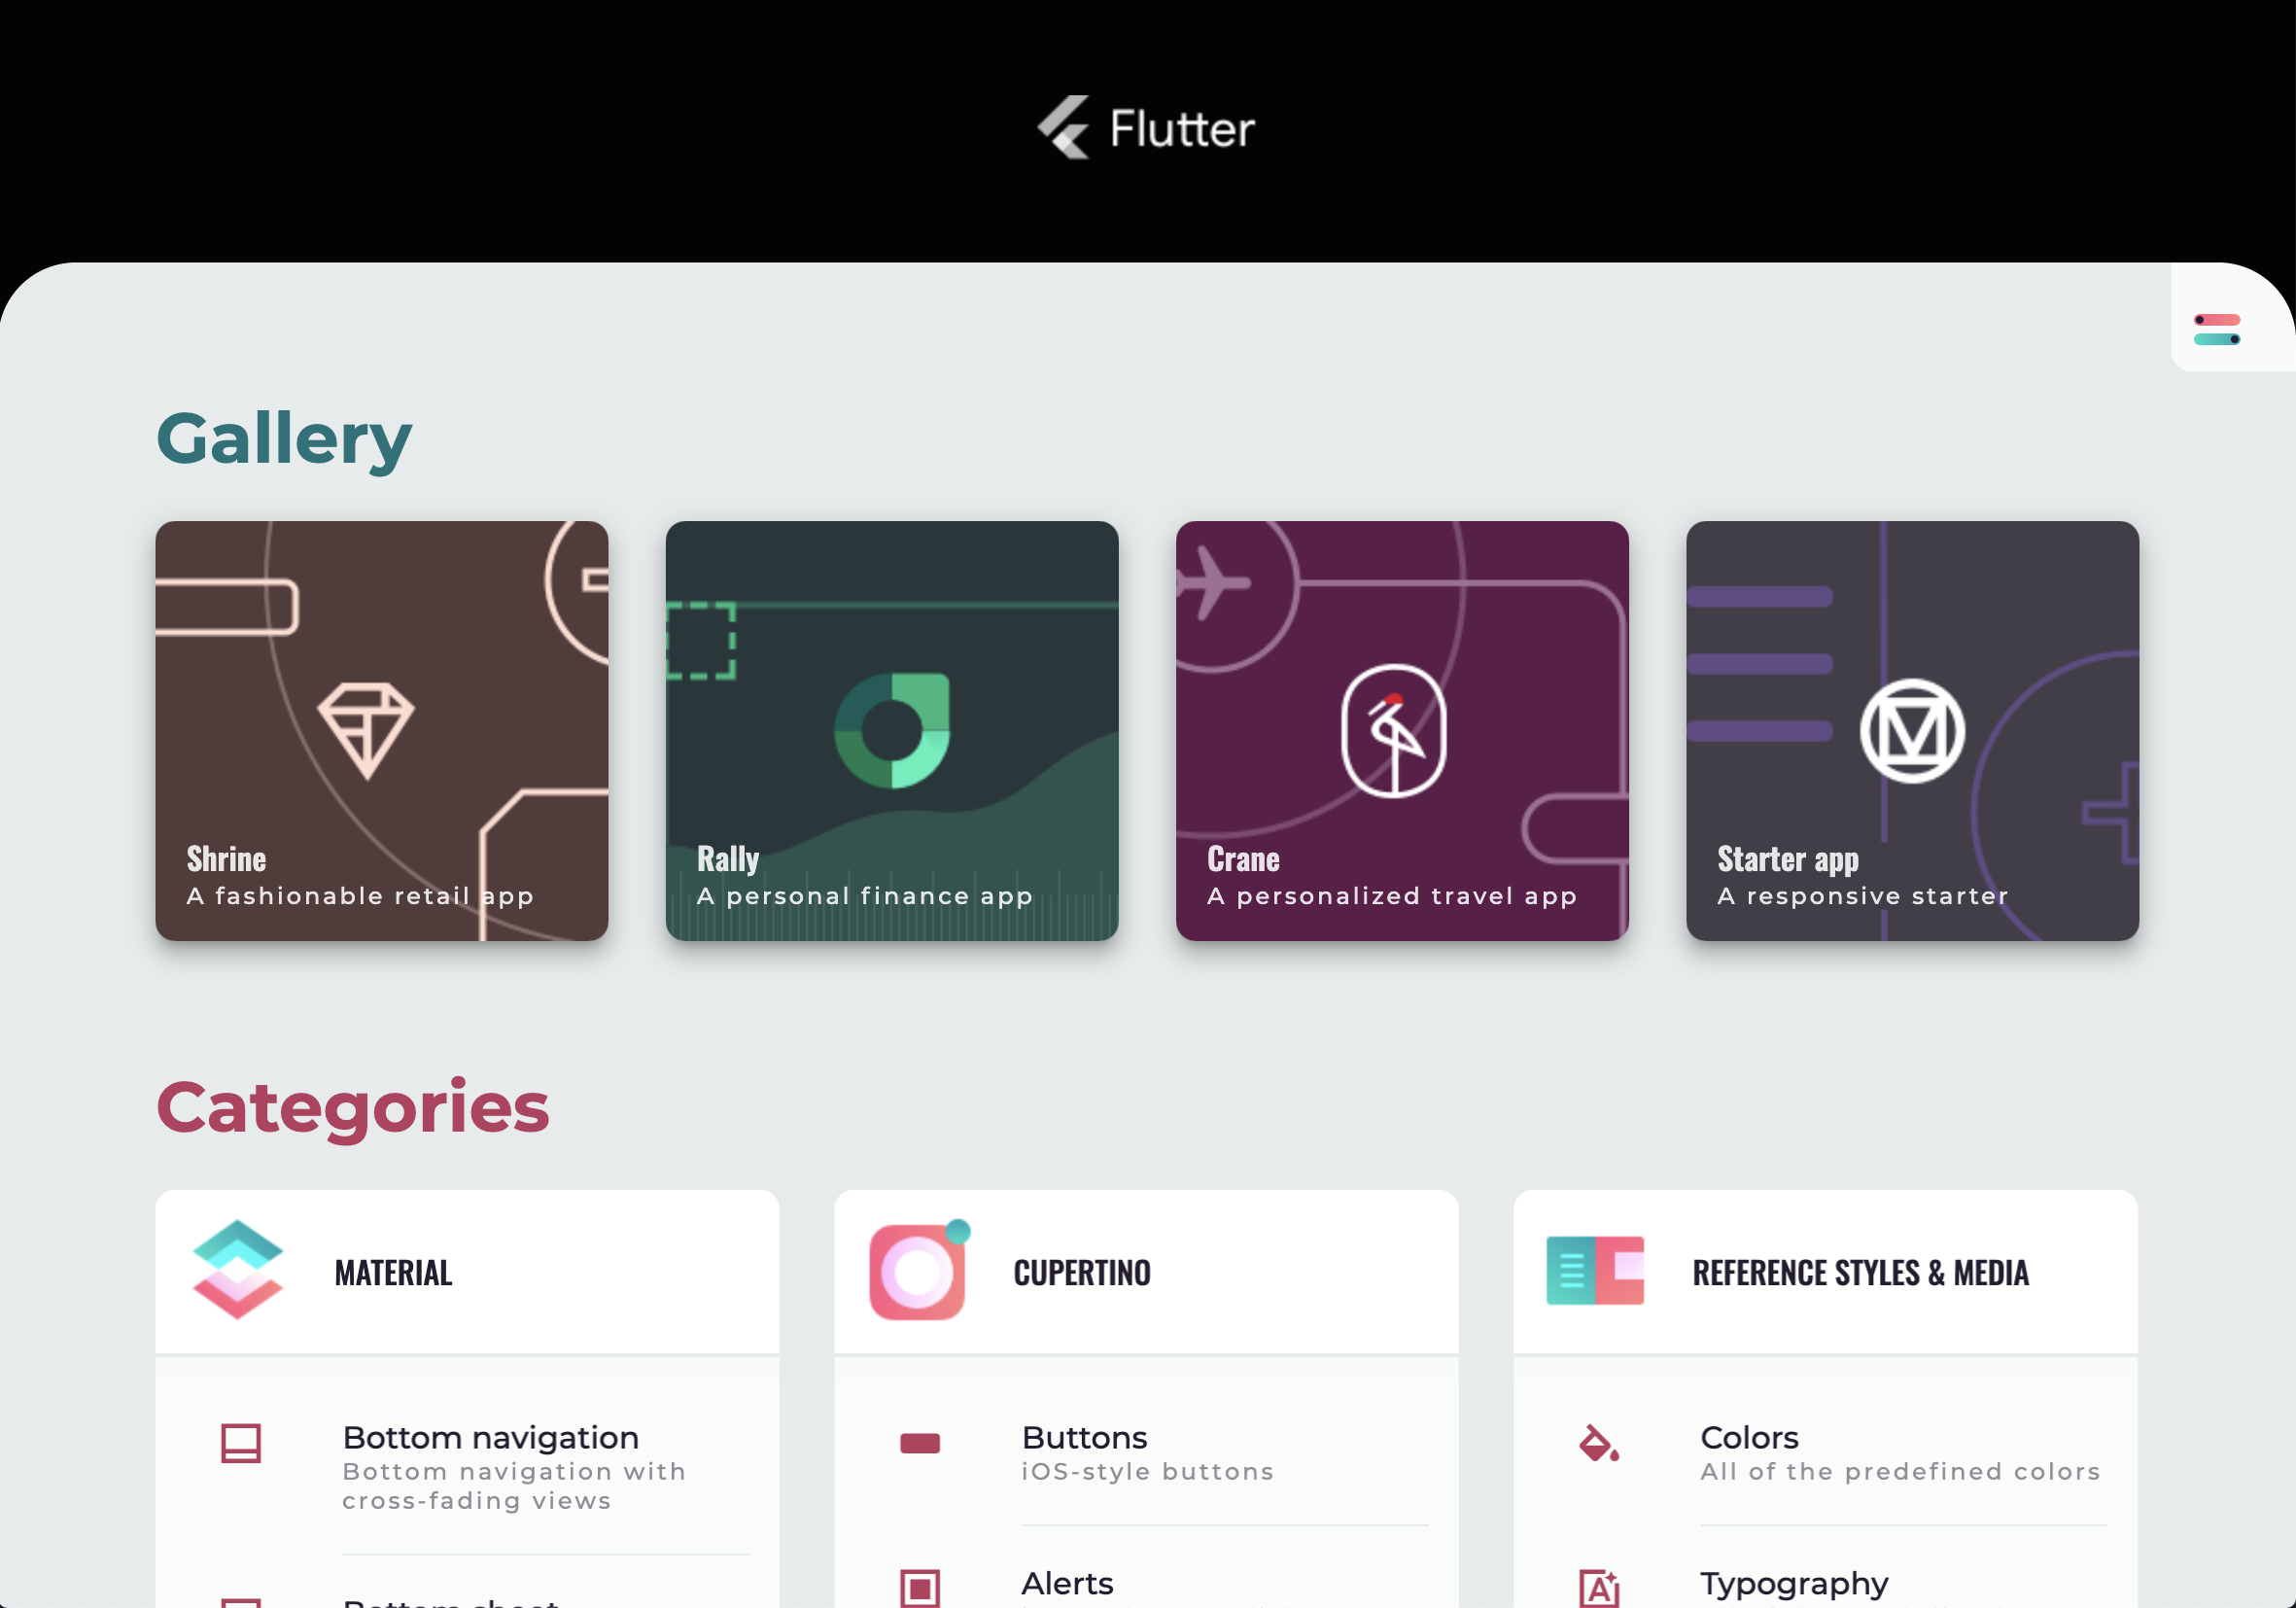 Flutter
Gallery
Shrine
A fashionable retail app
Rally
A personal finance app
Crane
A personalized travel app
Starter app
A responsive starter
Categories
MATERIAL
CUPERTINO
REFERENCE STYLES & MEDIA
Bottom navigation
Bottom navigation with
cross-fading views
Buttons
iOS-style buttons
Colors
All of the predefined colors
Alerts
Typography